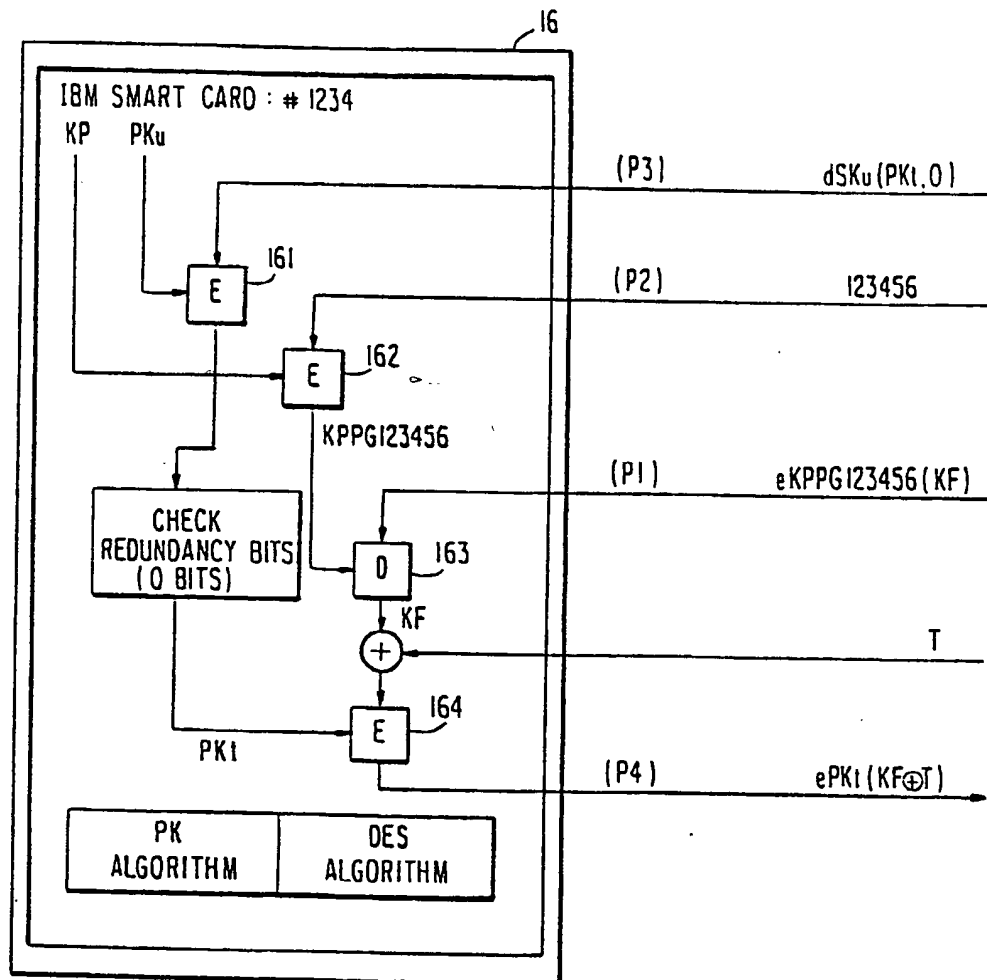 16
IBM SMART CARD : # 1234
KP PKu
(P3) dSKu(PKt,0)
161
E
(P2) 123456
162
E
KPPG123456
(P1) eKPPG123456(KF)
CHECK
REDUNDANCY BITS
(0 BITS)
163
D
KF
+
T
164
E
PKt
(P4) ePKt(KF⊕T)
PK
ALGORITHM
DES
ALGORITHM